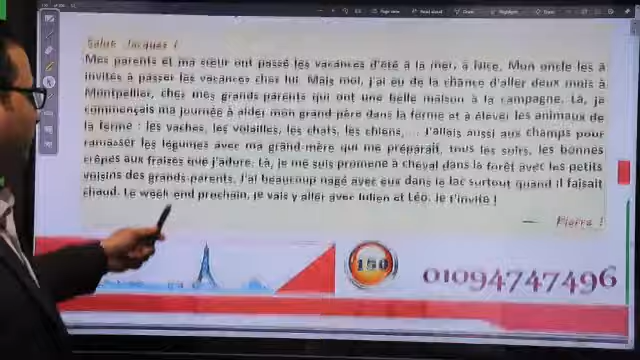 Salut Jacques !
Mes parents et ma sœur ont passé les vacances d'été à la mer, à Nice. Mon oncle les a
invités à passer les vacances chez lui. Mais moi, j'ai eu de la chance d'aller deux mois à
Montpellier, chez mes grands parents qui ont une belle maison à la campagne. Là, je
commençais ma journée à aider mon grand père dans la ferme et à élever les animaux de
la ferme : les vaches, les volailles, les chats, les chiens, ... J'allais aussi aux champs pour
ramasser les légumes avec ma grand-mère qui me préparait, tous les soirs, les bonnes
crêpes aux fraises que j'adore. Là, je me suis promené à cheval dans la forêt avec les petits
voisins des grands-parents. J'ai beaucoup nagé avec eux dans le lac surtout quand il faisait
chaud. Le week end prochain, je vais y aller avec Julien et Léo. Je t'invite !
Pierre !
150
01094747496